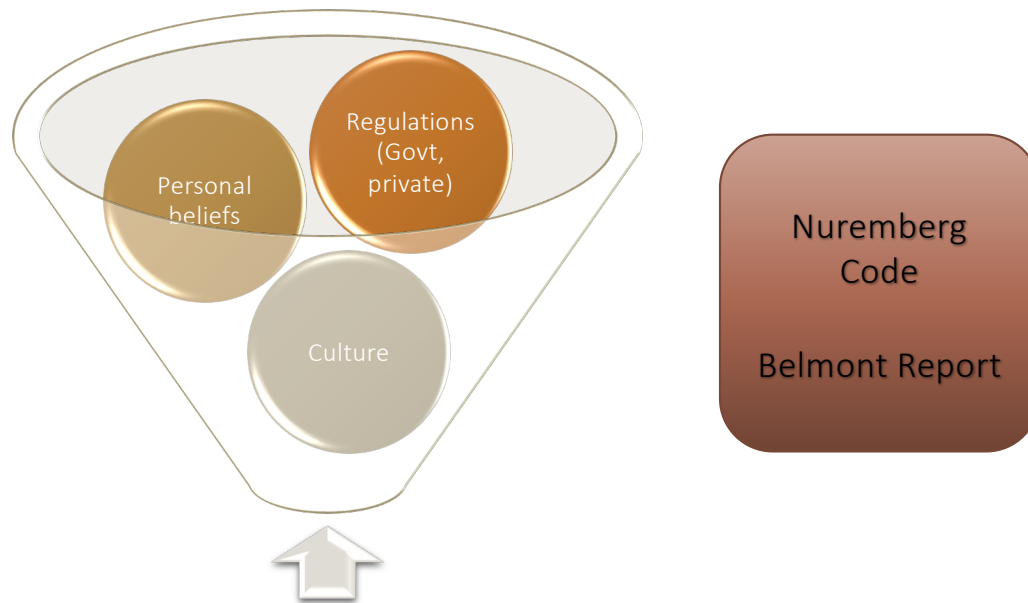 Regulations
(Govt,
private)
Personal
beliefs
Culture
Nuremberg
Code
Belmont Report